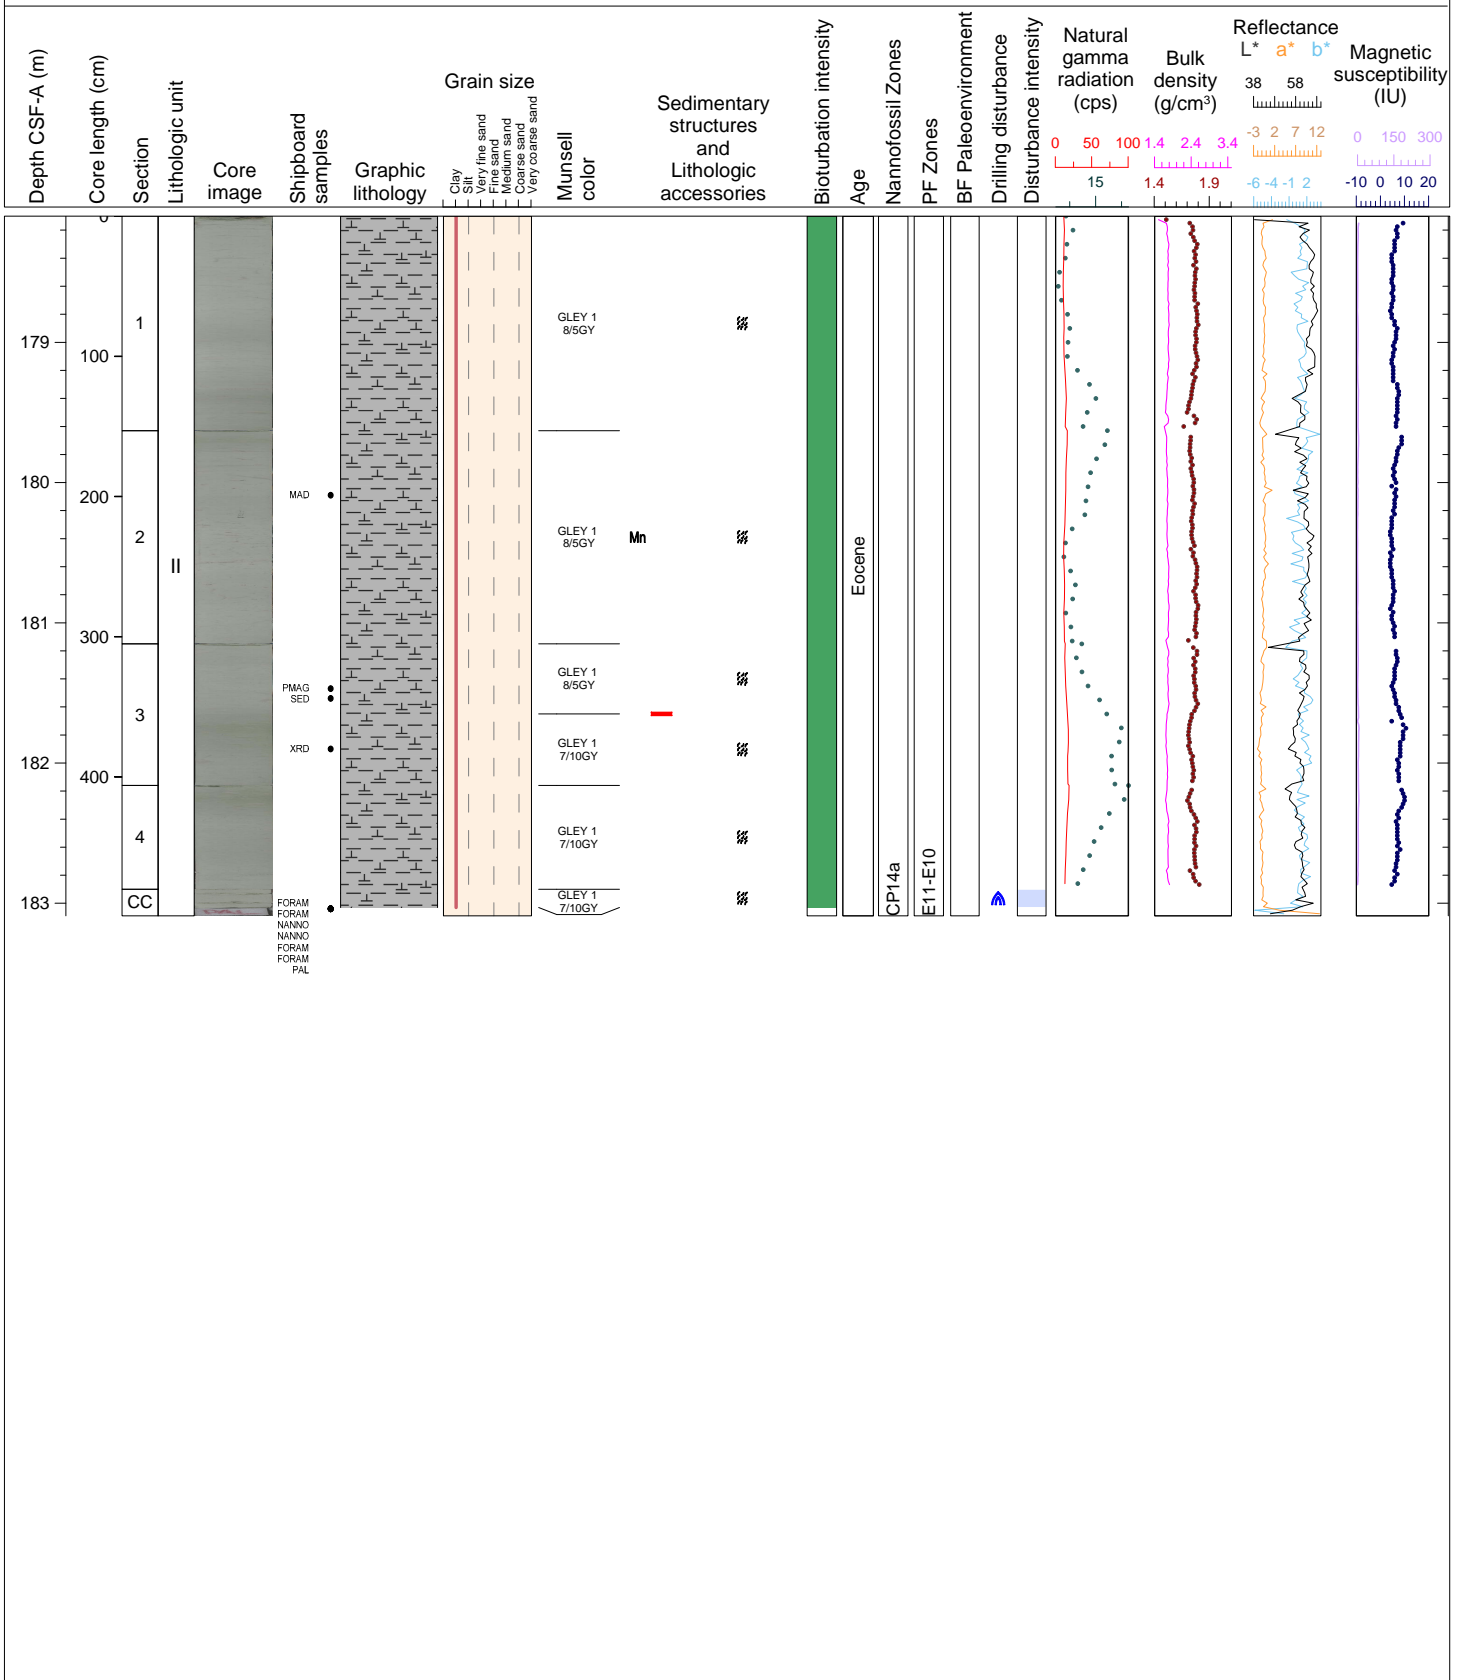 Depth CSF-A (m)
Core length (cm)
Section
Lithologic unit
Core
image
Shipboard
samples
Graphic
lithology
Grain size
Clay
Silt
Very fine sand
Fine sand
Medium sand
Coarse sand
Very coarse sand
Munsell
color
Sedimentary
structures
and
Lithologic
accessories
Bioturbation intensity
Age
Nannofossil Zones
PF Zones
BF Paleoenvironment
Drilling disturbance
Disturbance intensity
Natural
gamma
radiation
(cps)
0 50 100
15
Bulk
density
(g/cm³)
1.4 2.4 3.4
1.4 1.9
Reflectance
L* a* b*
38 58
-3 2 7 12
-6 -4 -1 2
Magnetic
susceptibility
(IU)
0 150 300
-10 0 10 20
0
1
GLEY 1
8/5GY
179
100
180
200
MAD
2
GLEY 1
8/5GY
Mn
II
Eocene
181
300
GLEY 1
8/5GY
PMAG
SED
3
XRD
GLEY 1
7/10GY
182
400
4
GLEY 1
7/10GY
183
CC
GLEY 1
7/10GY
CP14a
E11-E10
FORAM
FORAM
NANNO
NANNO
FORAM
FORAM
PAL